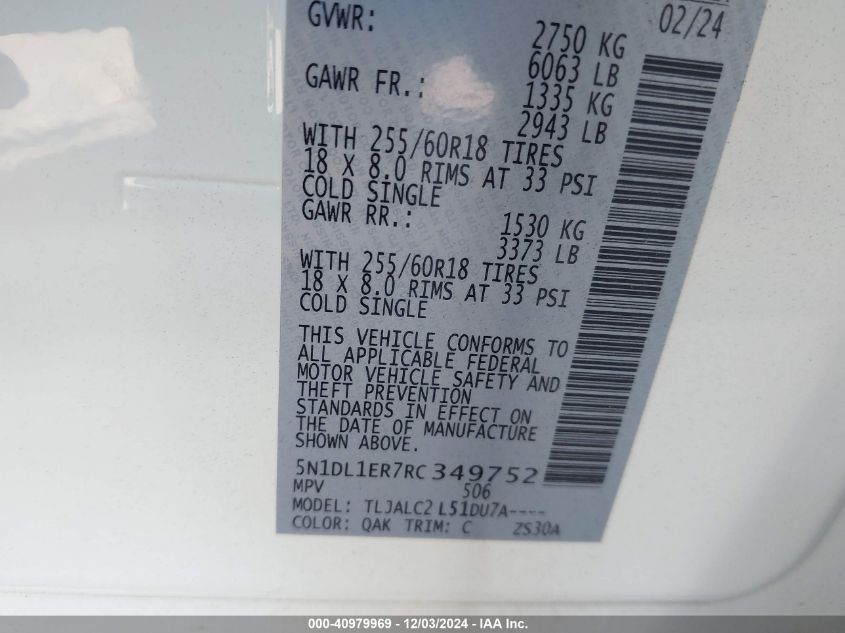 02/24
GVWR: 2750 KG
6063 LB
GAWR FR.: 1335 KG
2943 LB
WITH 255/60R18 TIRES
18 X 8.0 RIMS AT 33 PSI
COLD SINGLE
GAWR RR.: 1530 KG
3373 LB
WITH 255/60R18 TIRES
18 X 8.0 RIMS AT 33 PSI
COLD SINGLE
THIS VEHICLE CONFORMS TO
ALL APPLICABLE FEDERAL
MOTOR VEHICLE SAFETY AND
THEFT PREVENTION
STANDARDS IN EFFECT ON
THE DATE OF MANUFACTURE
SHOWN ABOVE.
5N1DL1ER7RC349752
MPV 506
MODEL: TLJALC2 L51DU7A----
COLOR: QAK TRIM: C ZS30A
000-40979969 - 12/03/2024 - IAA Inc.